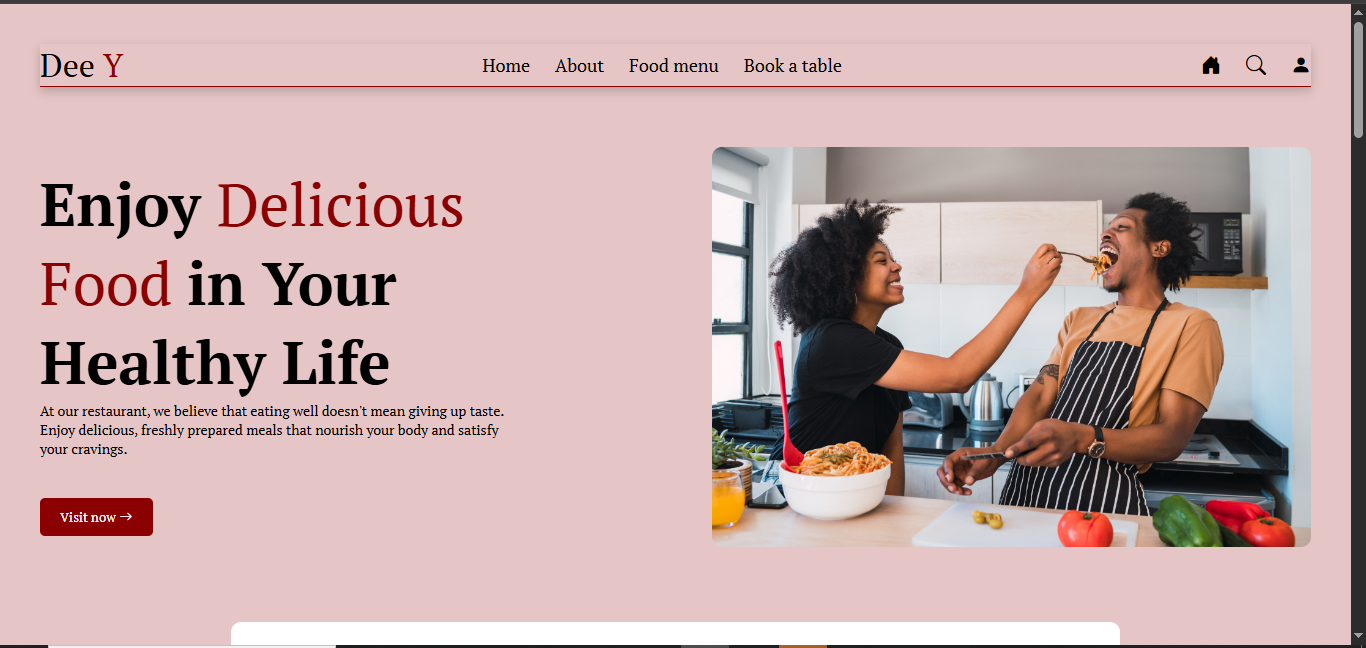 Dee Y
Home About Food menu Book a table
Enjoy Delicious
Food in Your
Healthy Life
At our restaurant, we believe that eating well doesn't mean giving up taste.
Enjoy delicious, freshly prepared meals that nourish your body and satisfy
your cravings.
Visit now →